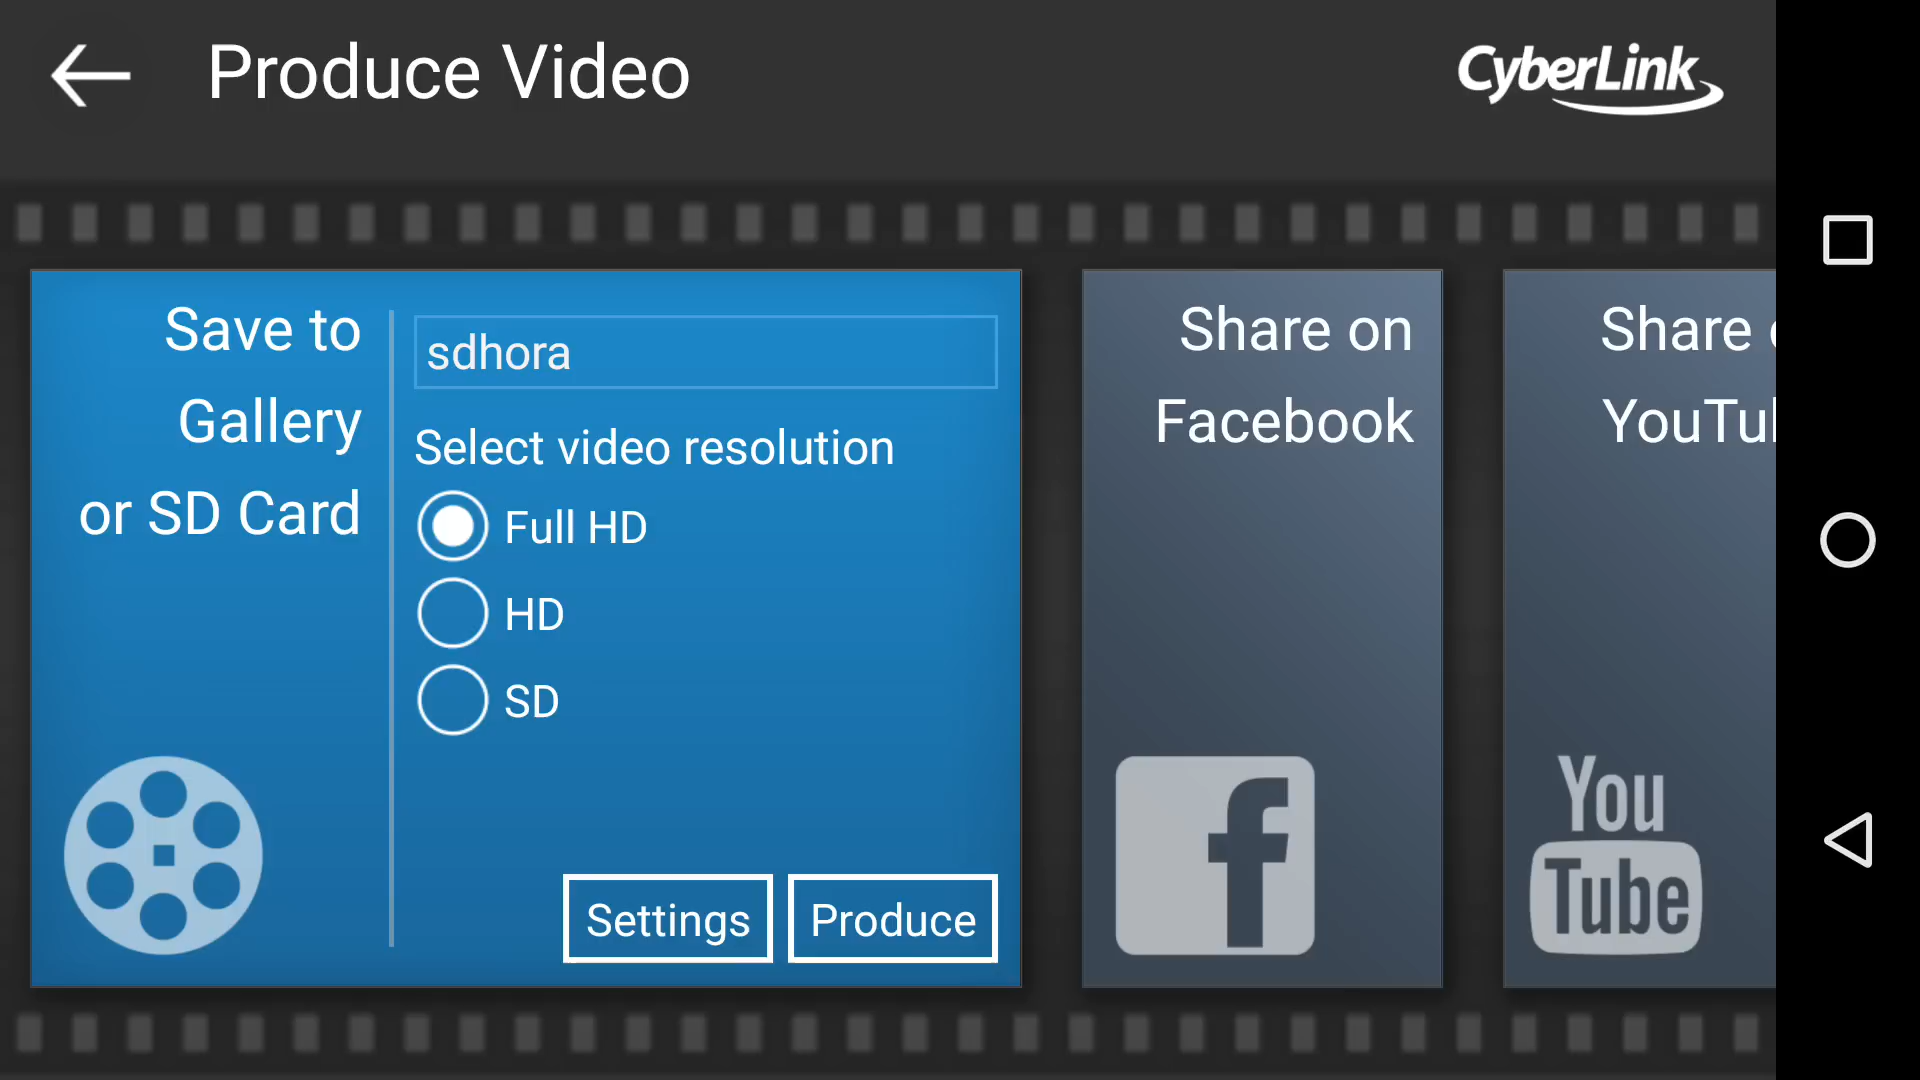 Produce Video
CyberLink
Save to
Gallery
or SD Card
sdhora
Select video resolution
Full HD
HD
SD
Settings
Produce
Share on
Facebook
f
Share
You
Tube